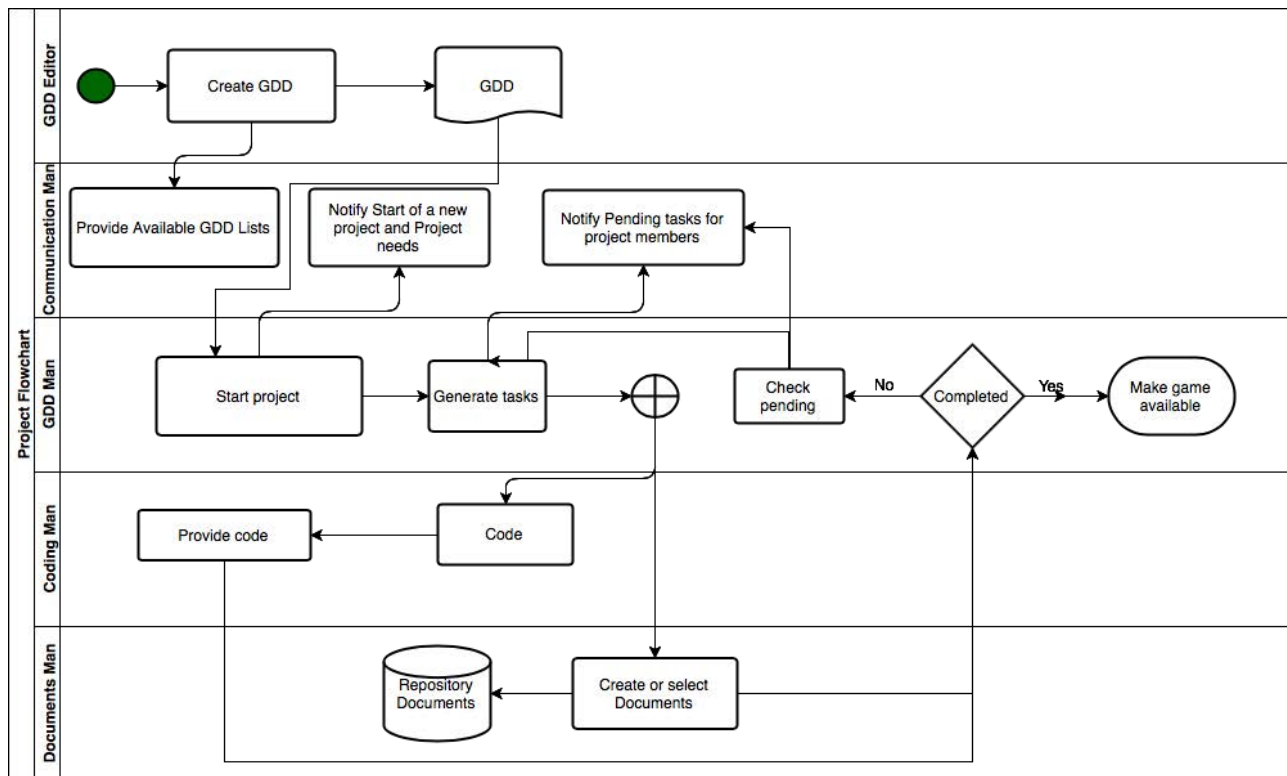 Project Flowchart
GDD Editor
Create GDD
GDD
Communication Man
Provide Available GDD Lists
Notify Start of a new
project and Project
needs
Notify Pending tasks for
project members
GDD Man
Start project
Generate tasks
Check
pending
No
Completed
Yes
Make game
available
Coding Man
Provide code
Code
Documents Man
Repository
Documents
Create or select
Documents